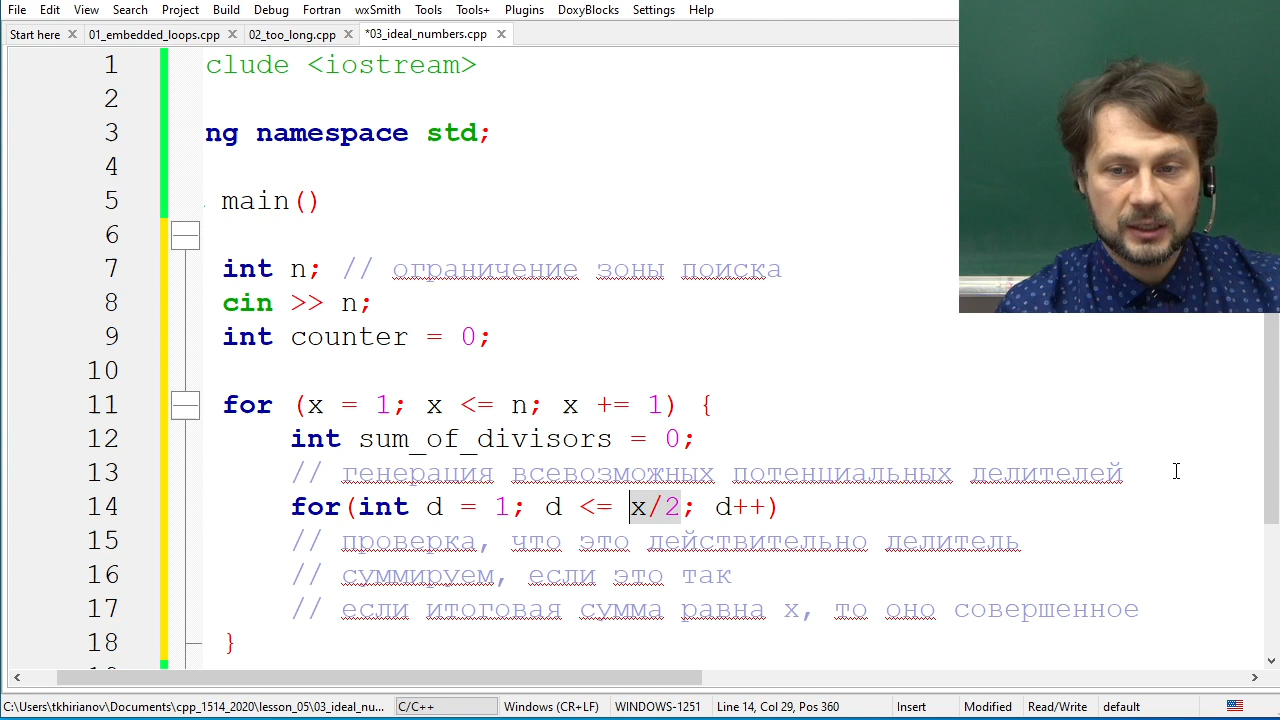 File Edit View Search Project Build Debug Fortran wxSmith Tools Tools+ Plugins DoxyBlocks Settings Help
Start here 01_embedded_loops.cpp 02_too_long.cpp *03_ideal_numbers.cpp
1 clude <iostream>
2
3 ng namespace std;
4
5 main()
6
7 int n; // ограничение зоны поиска
8 cin >> n;
9 int counter = 0;
10
11 for (x = 1; x <= n; x += 1) {
12 int sum_of_divisors = 0;
13 // генерация всевозможных потенциальных делителей
14 for(int d = 1; d <= x/2; d++)
15 // проверка, что это действительно делитель
16 // суммируем, если это так
17 // если итоговая сумма равна x, то оно совершенное
18 }
C:\Users\tkhirianov\Documents\cpp_1514_2020\lesson_05\03_ideal_nu... C/C++ Windows (CR+LF) WINDOWS-1251 Line 14, Col 29, Pos 360 Insert Modified Read/Write default